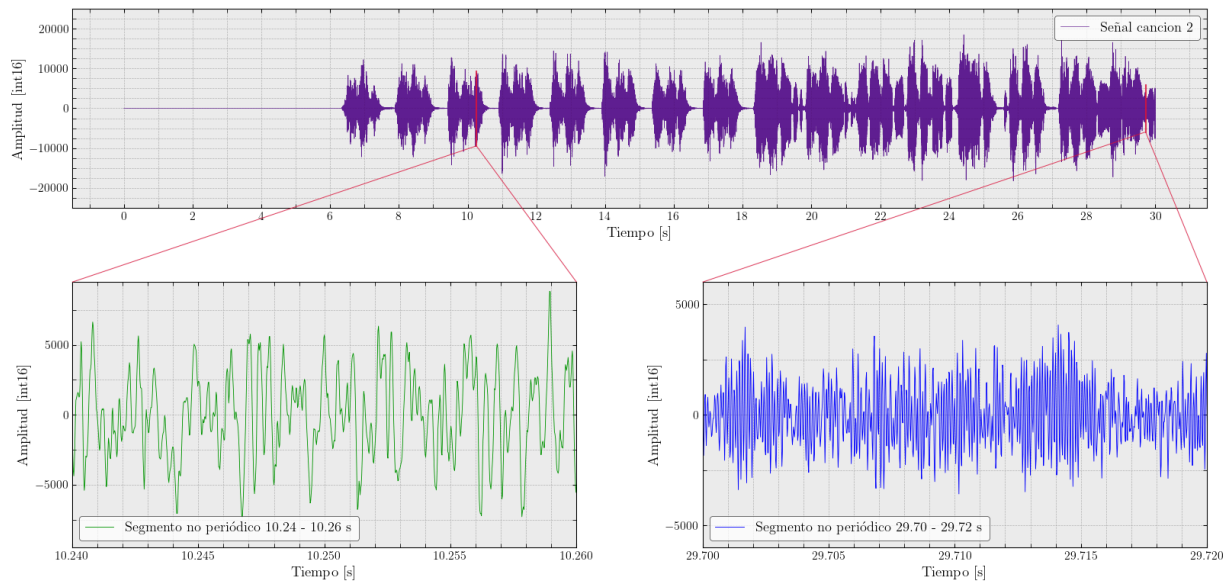 20000
10000
0
−10000
−20000
Amplitud [int16]
Señal cancion 2
0 2 4 6 8 10 12 14 16 18 20 22 24 26 28 30
Tiempo [s]
5000
0
−5000
Amplitud [int16]
Segmento no periódico 10.24 - 10.26 s
10.240 10.245 10.250 10.255 10.260
Tiempo [s]
5000
0
−5000
Amplitud [int16]
Segmento no periódico 29.70 - 29.72 s
29.700 29.705 29.710 29.715 29.720
Tiempo [s]